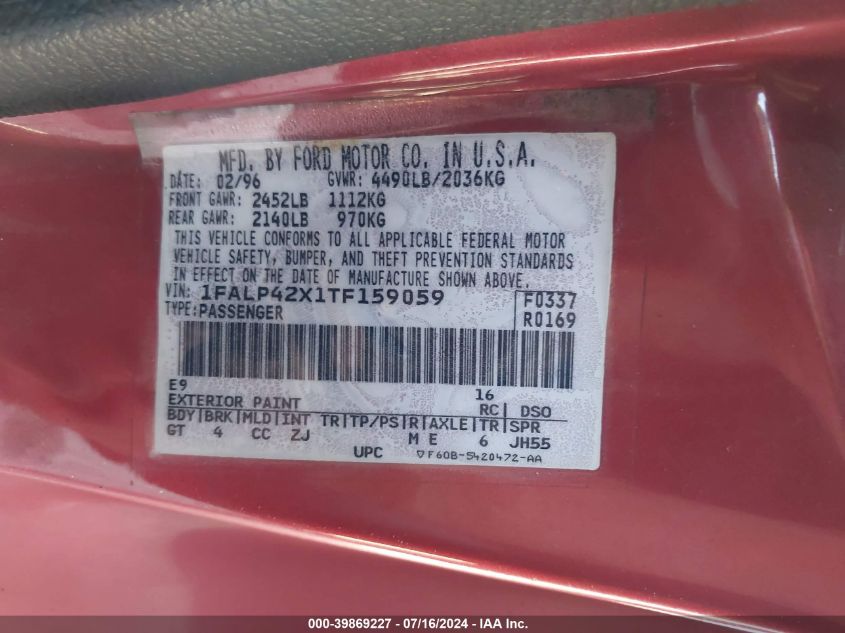 MFD. BY FORD MOTOR CO. IN U.S.A.
DATE: 02/96 GVWR: 4490LB/2036KG
FRONT GAWR: 2452LB 1112KG
REAR GAWR: 2140LB 970KG
THIS VEHICLE CONFORMS TO ALL APPLICABLE FEDERAL MOTOR
VEHICLE SAFETY, BUMPER, AND THEFT PREVENTION STANDARDS
IN EFFECT ON THE DATE OF MANUFACTURE SHOWN ABOVE.
VIN: 1FALP42X1TF159059 F0337
TYPE: PASSENGER R0169
E9 16
EXTERIOR PAINT RC| DSO
BDY|BRK|MLD|INT TR|TP/PS|R|AXLE|TR|SPR
GT 4 CC ZJ M E 6 JH55
UPC ▽F60B-5420472-AA
000-39869227 - 07/16/2024 - IAA Inc.